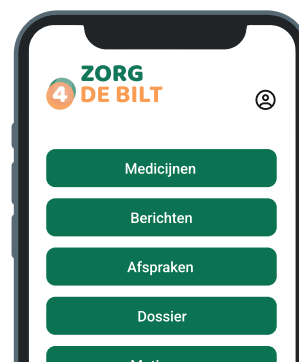 ZORG
4 DE BILT
Medicijnen
Berichten
Afspraken
Dossier